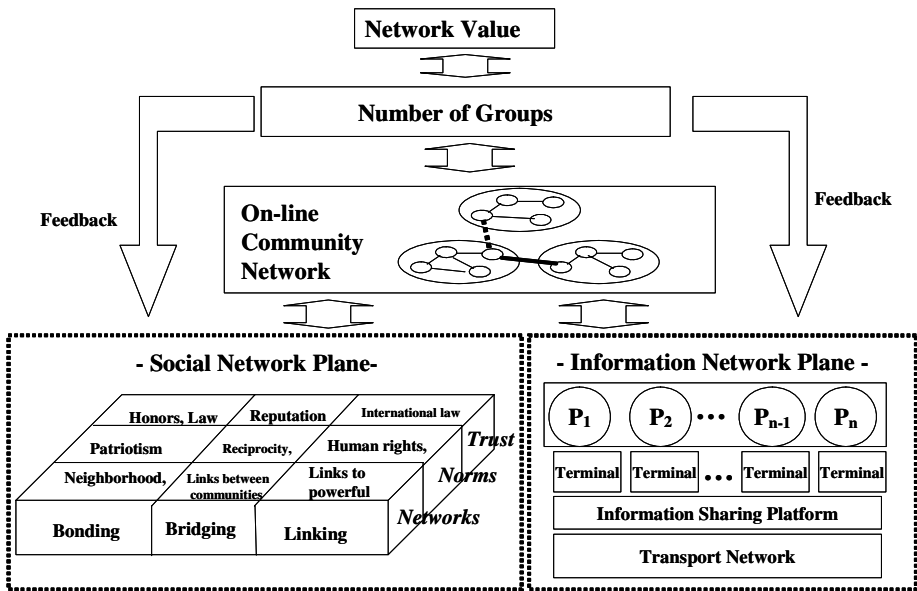 Network Value
Number of Groups
Feedback
Feedback
On-line
Community
Network
- Social Network Plane-
Honors, Law
Reputation
International law
Trust
Patriotism
Reciprocity,
Human rights,
Norms
Neighborhood,
Links between
communities
Links to
powerful
Networks
Bonding
Bridging
Linking
- Information Network Plane -
P1 P2 ••• Pn-1 Pn
Terminal Terminal ••• Terminal Terminal
Information Sharing Platform
Transport Network